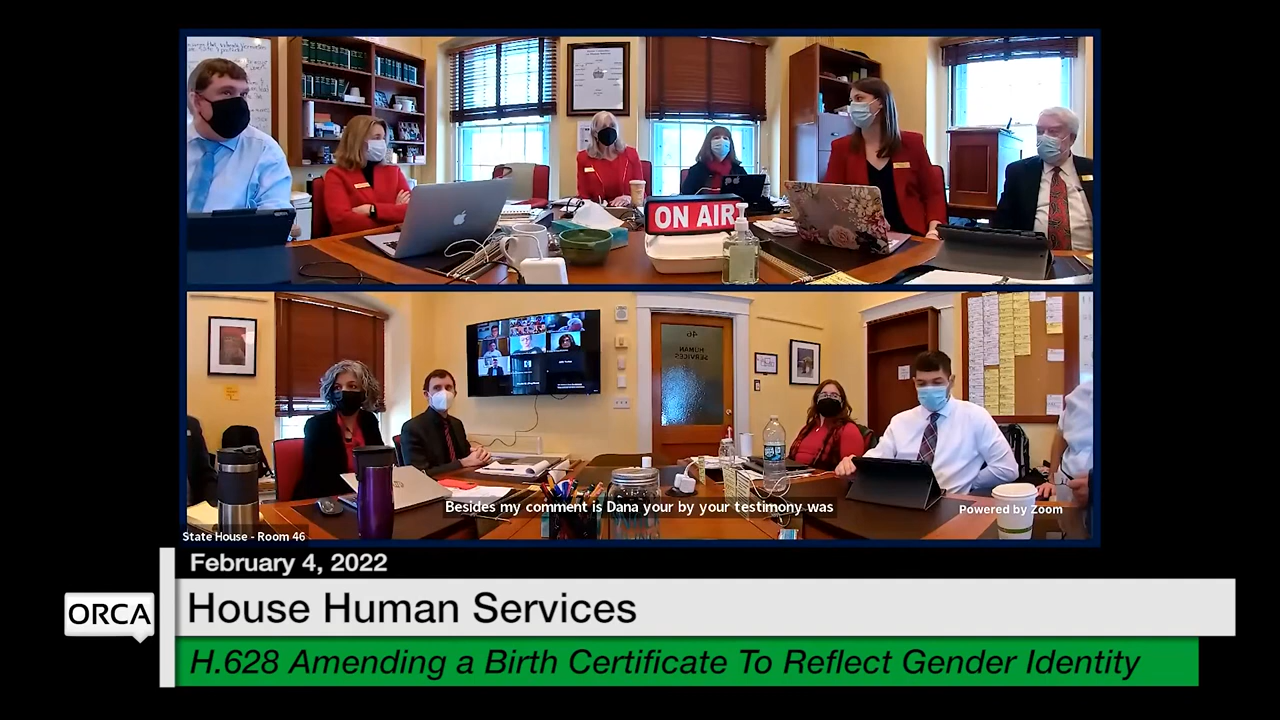 ON AIR
46
HUMAN
SERVICES
Besides my comment is Dana your by your testimony was
Powered by Zoom
State House - Room 46
February 4, 2022
ORCA
House Human Services
H.628 Amending a Birth Certificate To Reflect Gender Identity